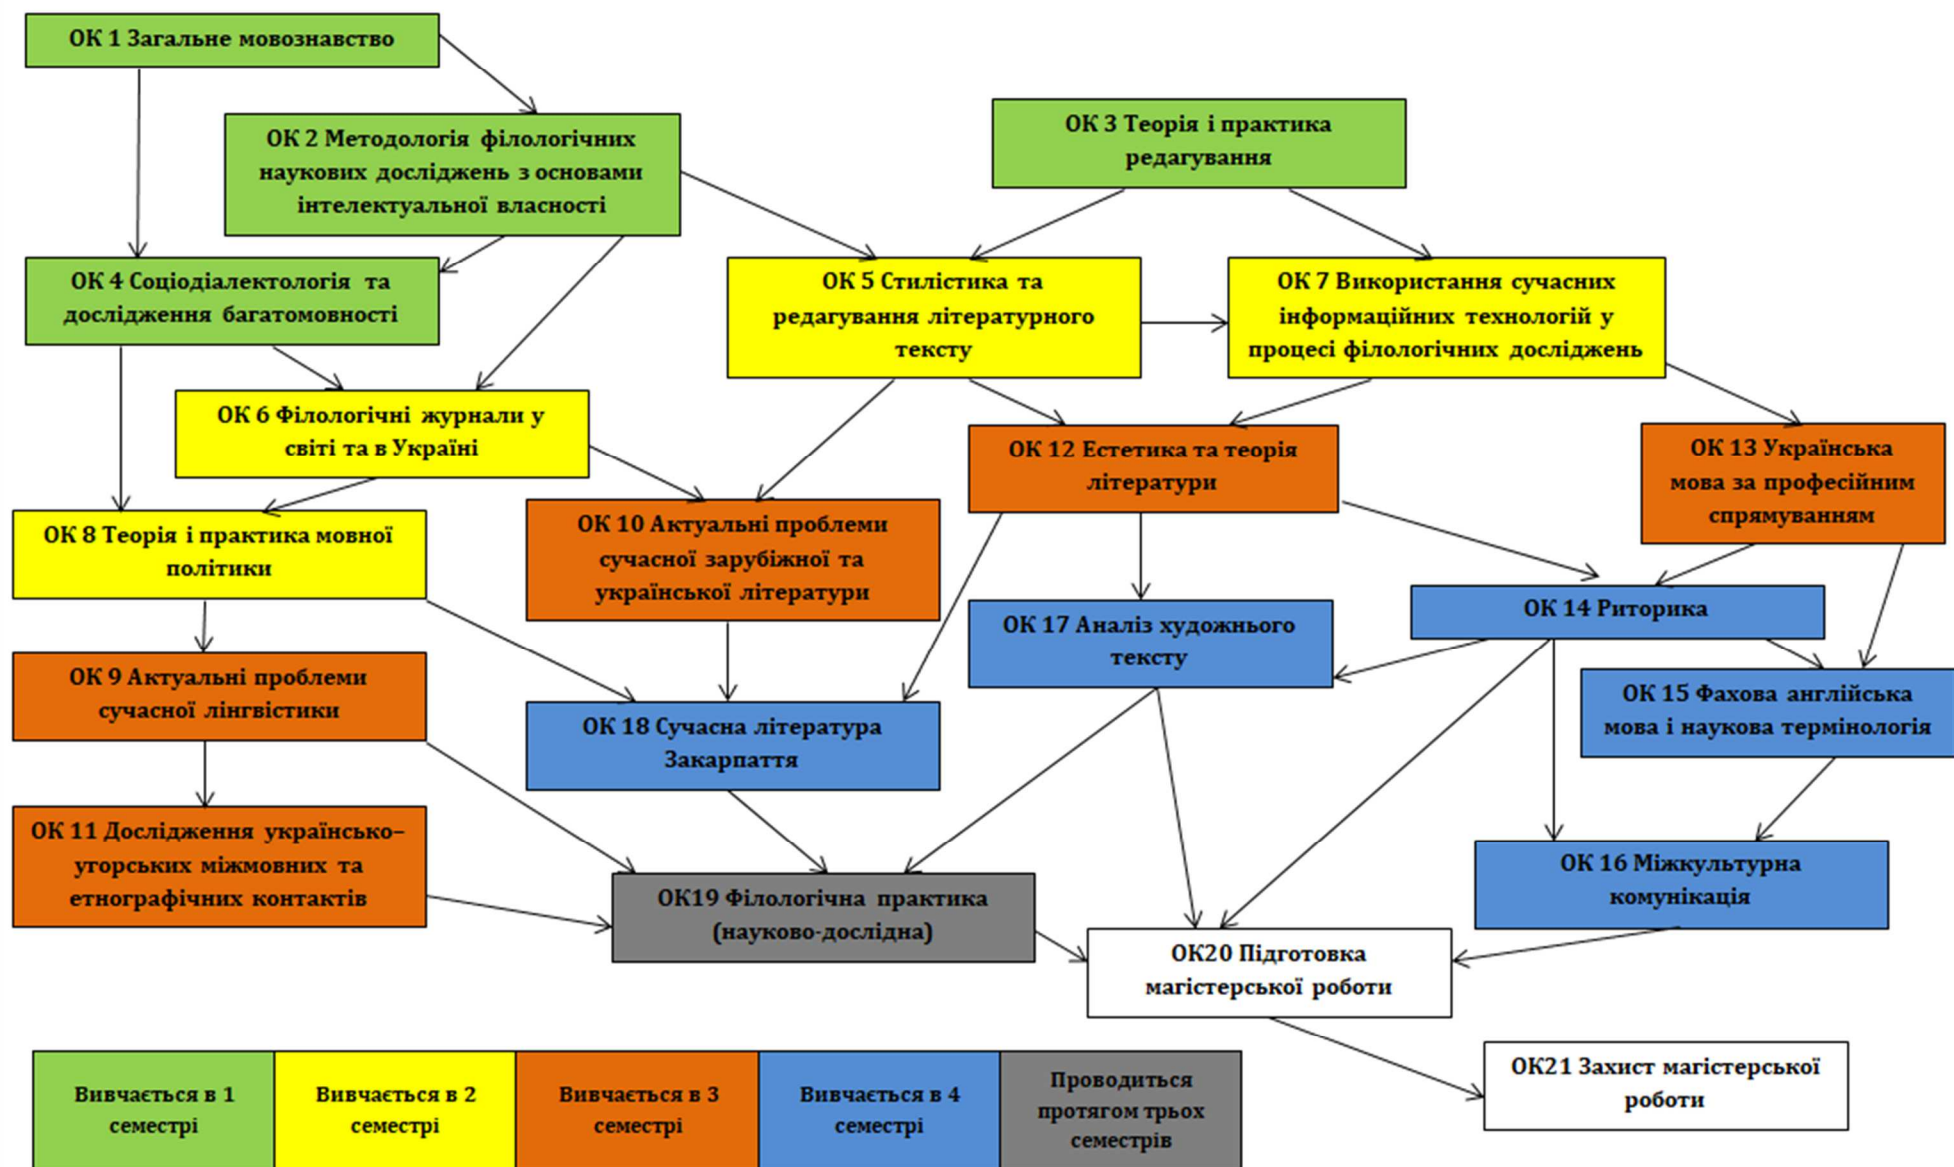 ОК 1 Загальне мовознавство
ОК 2 Методологія філологічних
наукових досліджень з основами
інтелектуальної власності
ОК 3 Теорія і практика
редагування
ОК 4 Соціодіалектологія та
дослідження багатомовності
ОК 5 Стилістика та
редагування літературного
тексту
ОК 7 Використання сучасних
інформаційних технологій у
процесі філологічних досліджень
ОК 6 Філологічні журнали у
світі та в Україні
ОК 12 Естетика та теорія
літератури
ОК 13 Українська
мова за професійним
спрямуванням
ОК 8 Теорія і практика мовної
політики
ОК 10 Актуальні проблеми
сучасної зарубіжної та
української літератури
ОК 17 Аналіз художнього
тексту
ОК 14 Риторика
ОК 9 Актуальні проблеми
сучасної лінгвістики
ОК 18 Сучасна література
Закарпаття
ОК 15 Фахова англійська
мова і наукова термінологія
ОК 11 Дослідження українсько–
угорських міжмовних та
етнографічних контактів
ОК19 Філологічна практика
(науково-дослідна)
ОК 16 Міжкультурна
комунікація
ОК20 Підготовка
магістерської роботи
ОК21 Захист магістерської
роботи
Вивчається в 1
семестрі
Вивчається в 2
семестрі
Вивчається в 3
семестрі
Вивчається в 4
семестрі
Проводиться
протягом трьох
семестрів